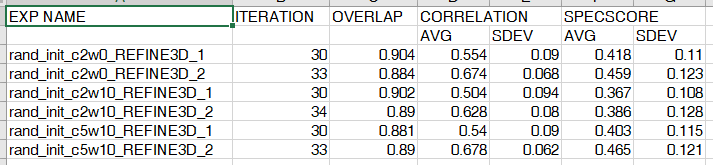 EXP NAME ITERATION OVERLAP CORRELATION SPECSCORE
AVG SDEV AVG SDEV
rand_init_c2w0_REFINE3D_1 30 0.904 0.554 0.09 0.418 0.11
rand_init_c2w0_REFINE3D_2 33 0.884 0.674 0.068 0.459 0.123
rand_init_c2w10_REFINE3D_1 30 0.902 0.504 0.094 0.367 0.108
rand_init_c2w10_REFINE3D_2 34 0.89 0.628 0.08 0.386 0.128
rand_init_c5w10_REFINE3D_1 30 0.881 0.54 0.09 0.403 0.115
rand_init_c5w10_REFINE3D_2 33 0.89 0.678 0.062 0.465 0.121